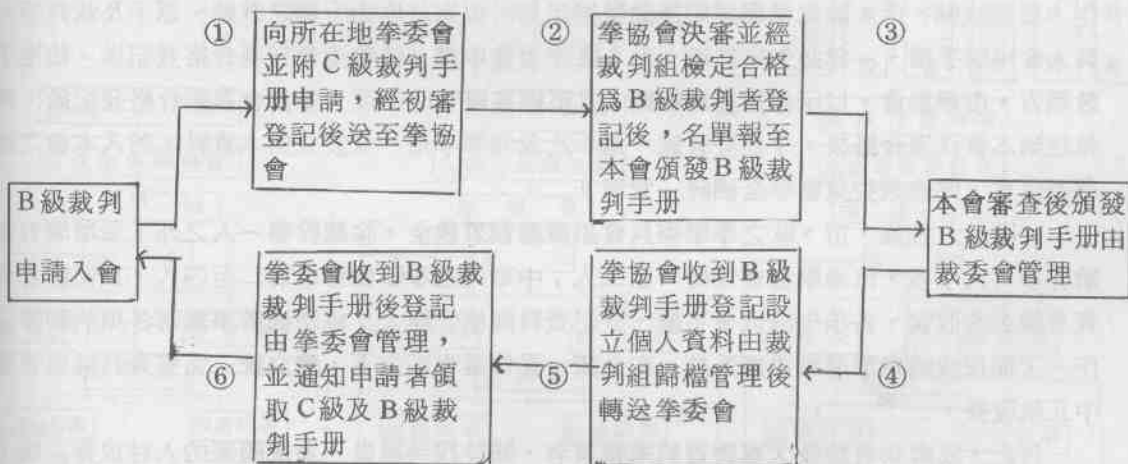 ①
向所在地拳委會
並附C級裁判手
册申請，經初審
登記後送至拳協
會
②
拳協會決審並經
裁判組檢定合格
爲B級裁判者登
記後，名單報至
本會頒發B級裁
判手册
③
B級裁判
申請入會
本會審查後頒發
B級裁判手册由
裁委會管理
拳委會收到B級裁
裁判手册後登記
由拳委會管理，
並通知申請者領
取C級及B級裁
判手册
⑥
拳協會收到B級
裁判手册登記設
立個人資料由裁
判組歸檔管理後
轉送拳委會
⑤
④